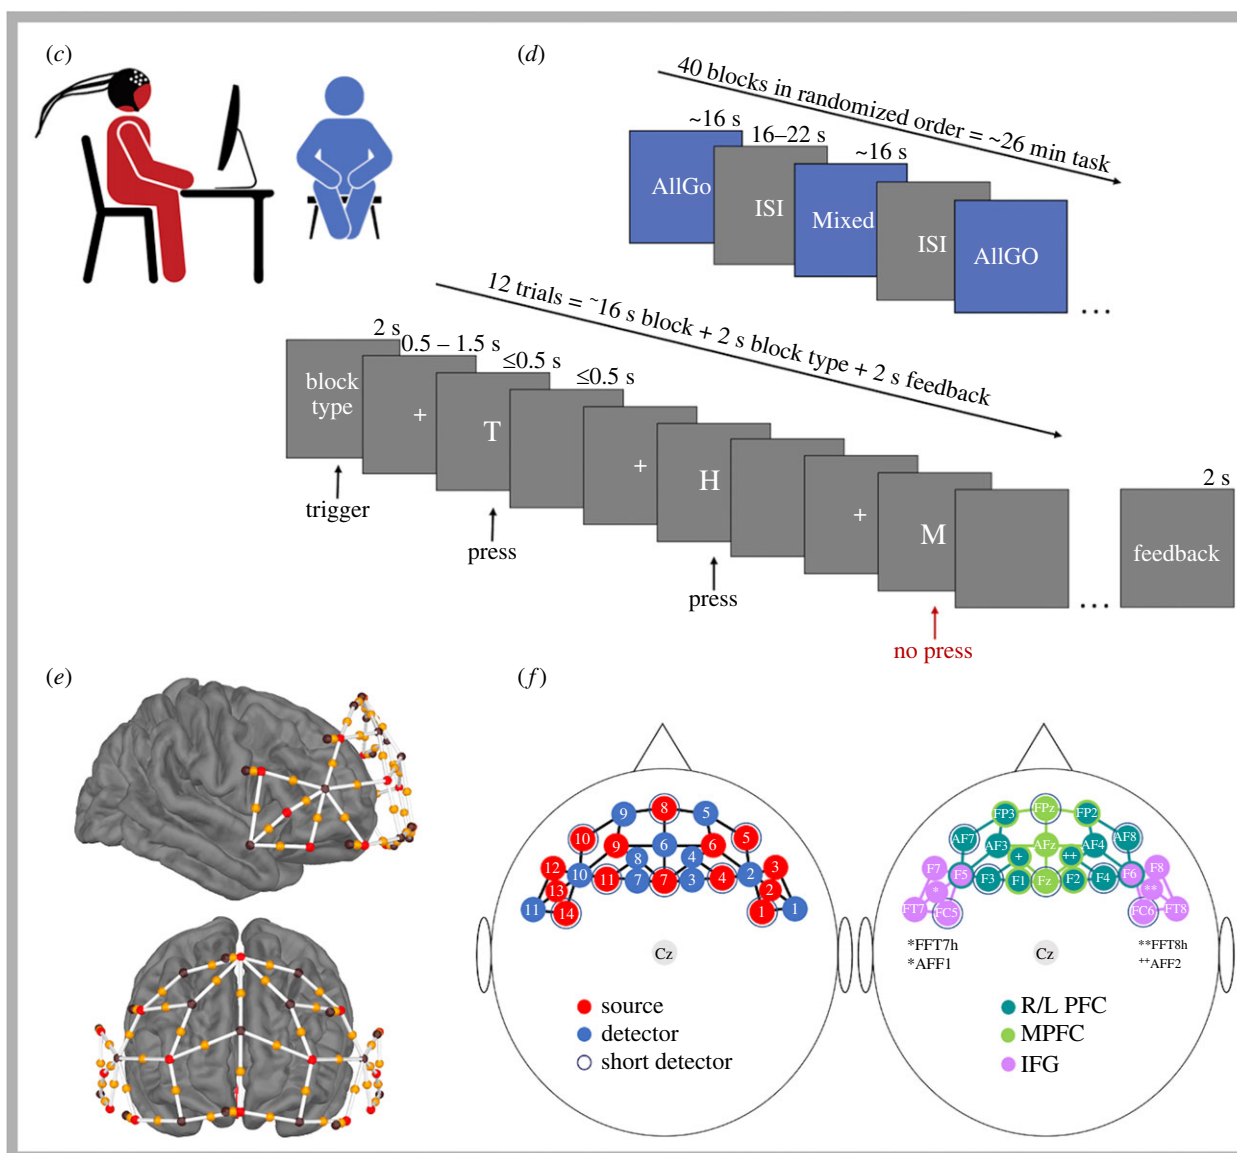 (c)
(d)
40 blocks in randomized order = ~26 min task
~16 s
16–22 s
~16 s
AllGo
ISI
Mixed
ISI
AllGO
...
12 trials = ~16 s block + 2 s block type + 2 s feedback
2 s
0.5 – 1.5 s
≤0.5 s
≤0.5 s
block
type
+
T
+
H
+
M
...
2 s
feedback
trigger
press
press
no press
(e)
(f)
8
9
5
10
9
6
6
5
12
10
8
4
2
3
13
11
7
7
3
4
2
11
14
1
1
Cz
source
detector
short detector
FPz
FP3
FP2
AF7
AF3
AFz
AF4
AF8
+
++
F7
F5
F3
F1
Fz
F2
F4
F6
F8
*
**
FT7
FC5
FC6
FT8
Cz
*FFT7h
*AFF1
**FFT8h
++AFF2
R/L PFC
MPFC
IFG